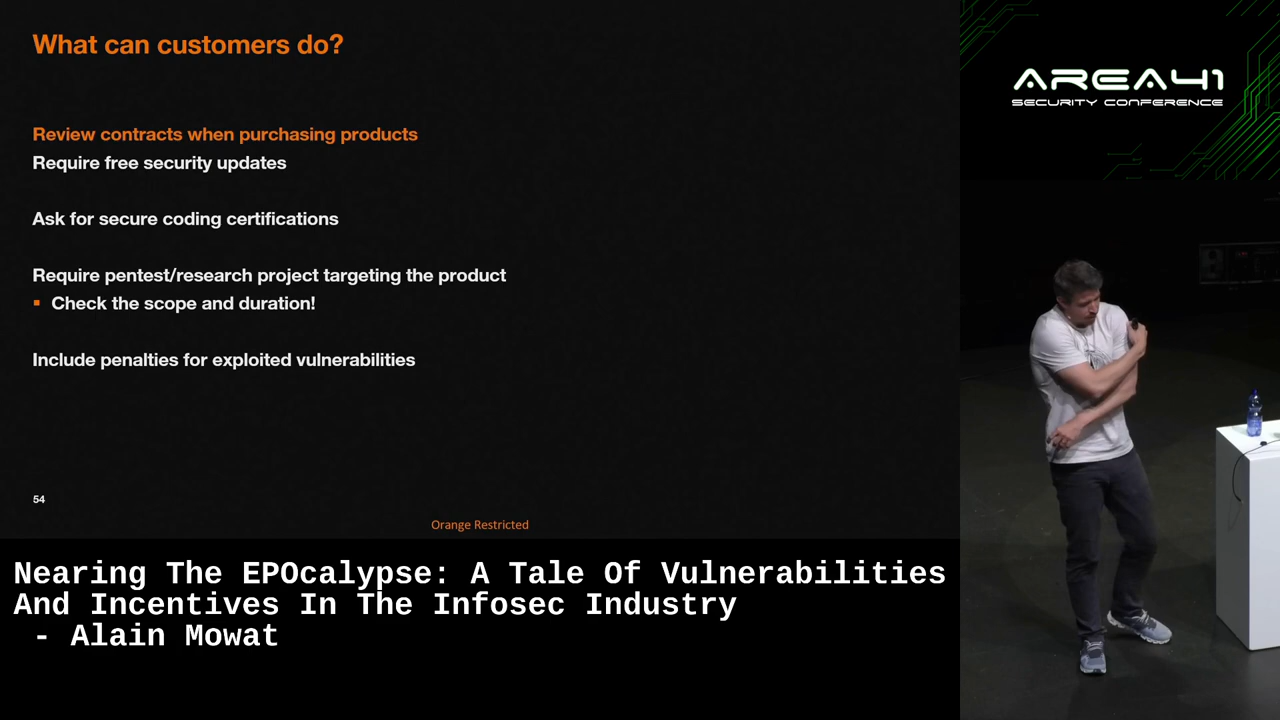 What can customers do?
Review contracts when purchasing products
Require free security updates
Ask for secure coding certifications
Require pentest/research project targeting the product
▪ Check the scope and duration!
Include penalties for exploited vulnerabilities
54
Orange Restricted
AREA41
SECURITY CONFERENCE
Nearing The EPOcalypse: A Tale Of Vulnerabilities
And Incentives In The Infosec Industry
- Alain Mowat